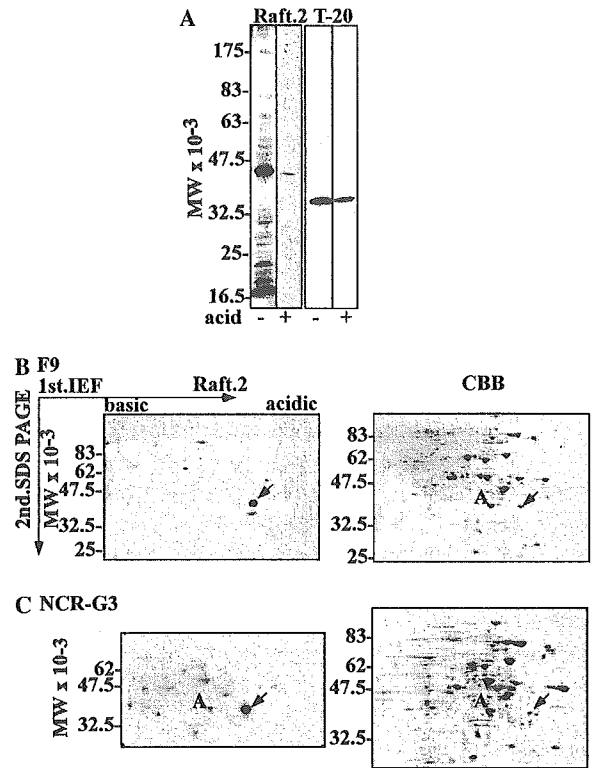 A
Raft.2 T-20
MW x 10-3
175-
83-
63-
47.5-
32.5-
25-
16.5-
acid - + - +
B F9
1st.IEF Raft.2 CBB
basic acidic
2nd.SDS PAGE
MW x 10-3
83-
62-
47.5-
32.5-
25-
83-
62-
47.5-
32.5-
25-
A
C NCR-G3
MW x 10-3
62-
47.5-
32.5-
A
83-
62-
47.5-
32.5-
A